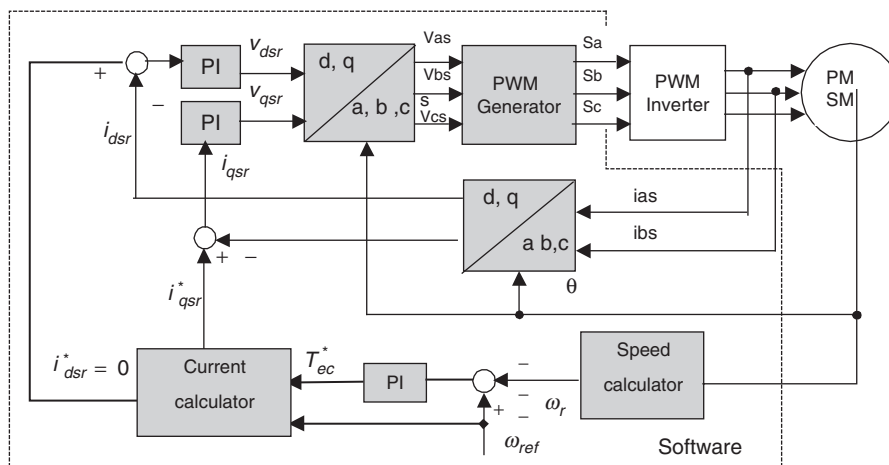 +
−
PI
v_dsr
d, q
a, b ,c
Vas
Vbs
s
Vcs
PWM
Generator
Sa
Sb
Sc
PWM
Inverter
PM
SM
PI
v_qsr
i_dsr
i_qsr
d, q
a b,c
ias
ibs
θ
+ −
i*_qsr
i*_dsr = 0
Current
calculator
T*_ec
PI
−
−
+ −
ω_r
ω_ref
Speed
calculator
Software